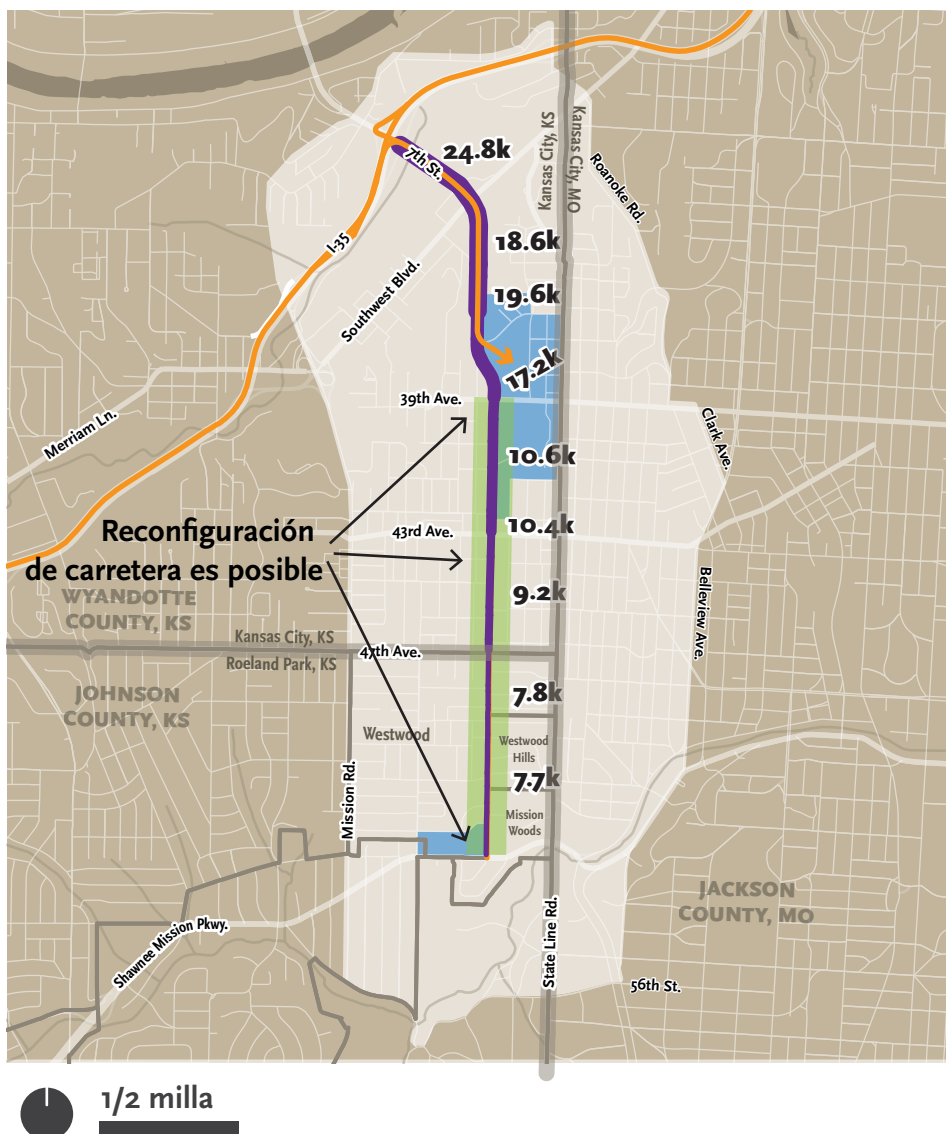 Kansas City, KS
Kansas City, MO
7th St.
24.8k
Roanoke Rd.
18.6k
I-35
Southwest Blvd.
19.6k
17.2k
39th Ave.
Merriam Ln.
Clark Ave.
10.6k
Reconfiguración
de carretera es posible
43rd Ave.
10.4k
9.2k
Belleview Ave.
WYANDOTTE
COUNTY, KS
Kansas City, KS
47th Ave.
Roeland Park, KS
JOHNSON
COUNTY, KS
7.8k
Westwood
Westwood
Hills
7.7k
Mission Rd.
Mission
Woods
JACKSON
COUNTY, MO
Shawnee Mission Pkwy.
State Line Rd.
56th St.
1/2 milla